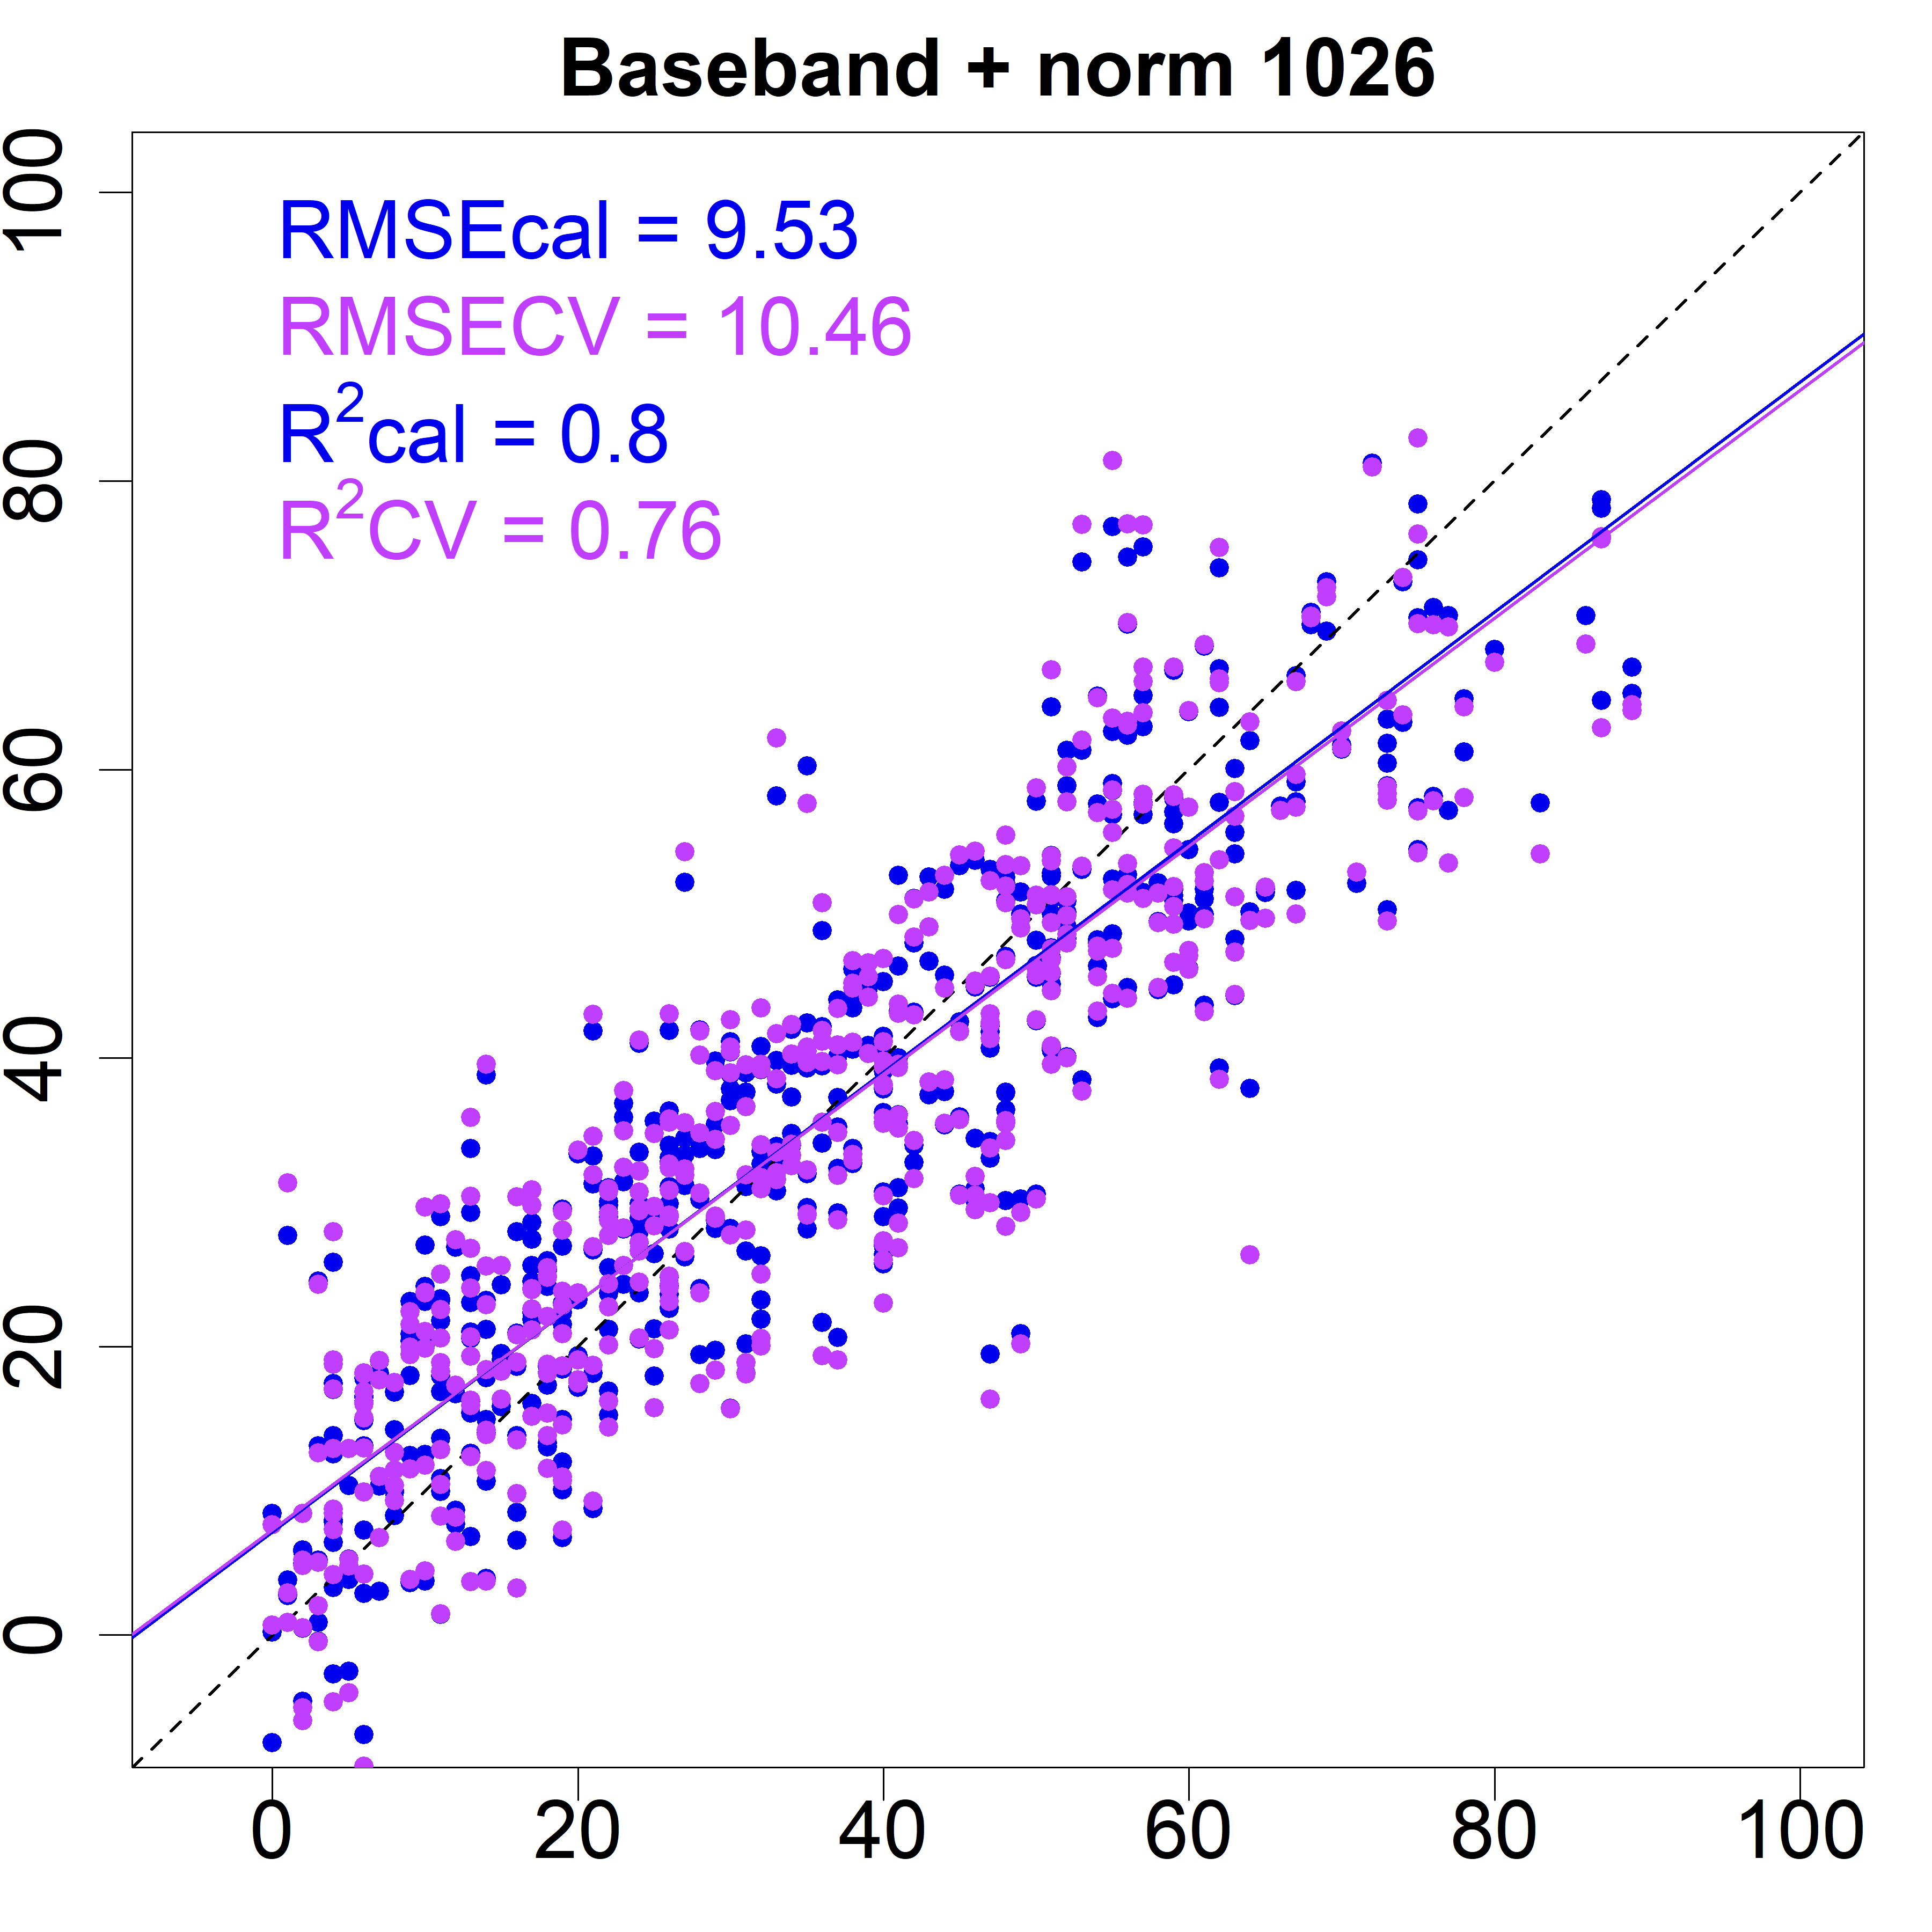 Baseband + norm 1026
RMSEcal = 9.53
RMSECV = 10.46
R²cal = 0.8
R²CV = 0.76
100
80
60
40
20
0
0 20 40 60 80 100